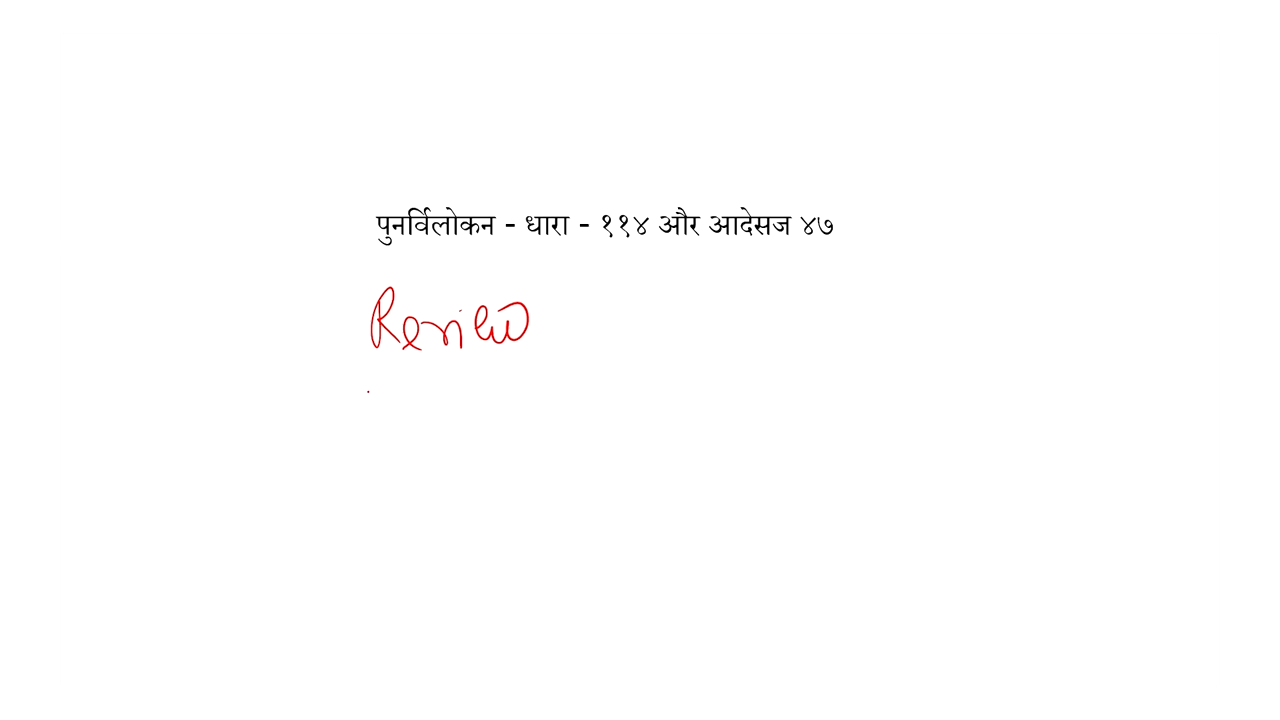 पुनर्विलोकन - धारा - ११४ और आदेसज ४७
Review